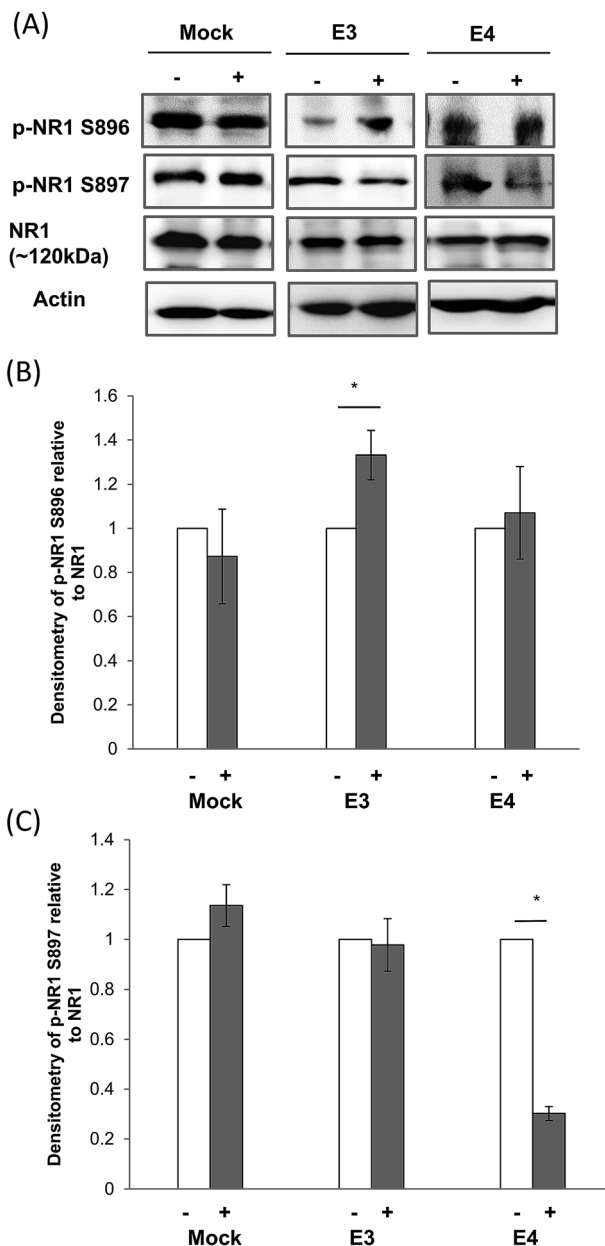 (A)
Mock E3 E4
- + - + - +
p-NR1 S896
p-NR1 S897
NR1
(~120kDa)
Actin
(B)
Densitometry of p-NR1 S896 relative
to NR1
1.6
1.4
1.2
1
0.8
0.6
0.4
0.2
0
*
- + - + - +
Mock E3 E4
(C)
Densitometry of p-NR1 S897 relative
to NR1
1.4
1.2
1
0.8
0.6
0.4
0.2
0
*
- + - + - +
Mock E3 E4